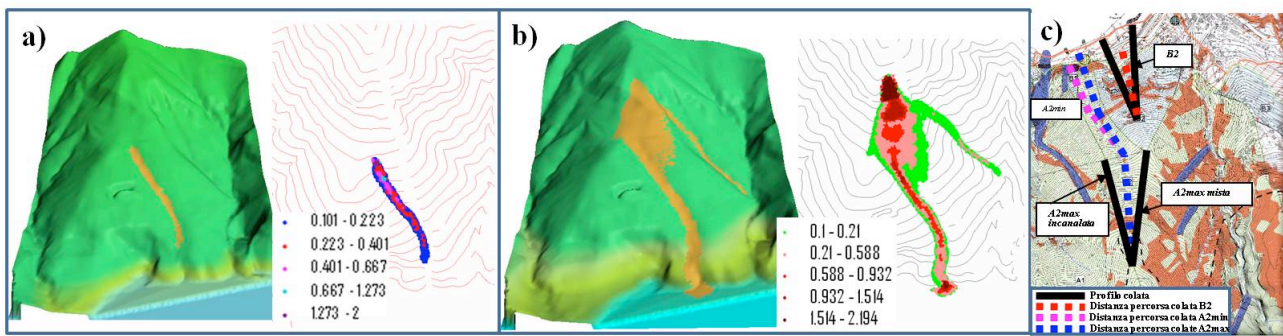 a)
0.101 - 0.223
0.223 - 0.401
0.401 - 0.667
0.667 - 1.273
1.273 - 2
b)
0.1 - 0.21
0.21 - 0.588
0.588 - 0.932
0.932 - 1.514
1.514 - 2.194
c)
B2
A2min
A2max
incanalata
A2max mista
A1
Profilo colata
Distanza percorsa colata B2
Distanza percorsa colate A2min
Distanza percorsa colate A2max